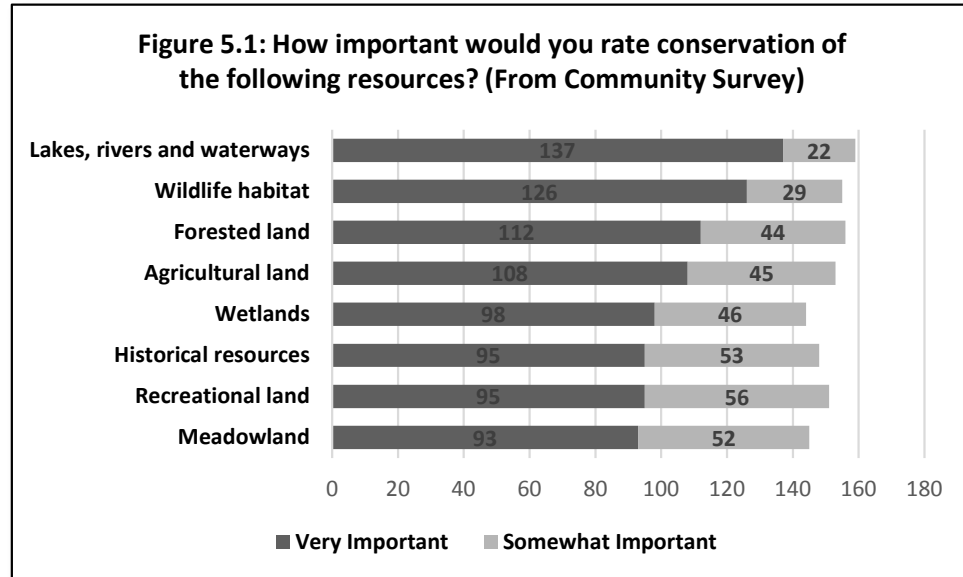 Figure 5.1: How important would you rate conservation of
the following resources? (From Community Survey)
Lakes, rivers and waterways 137 22
Wildlife habitat 126 29
Forested land 112 44
Agricultural land 108 45
Wetlands 98 46
Historical resources 95 53
Recreational land 95 56
Meadowland 93 52
0 20 40 60 80 100 120 140 160 180
Very Important Somewhat Important